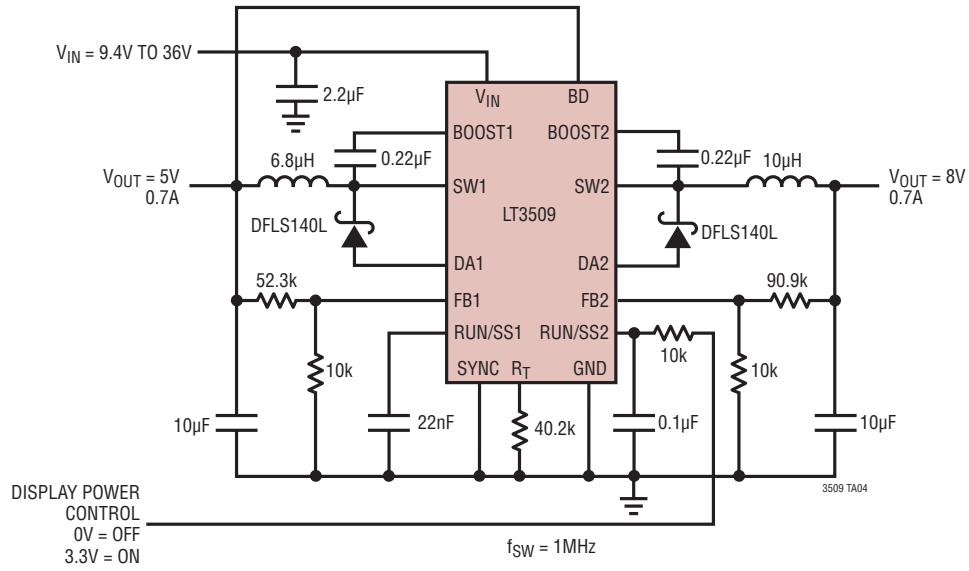 V_IN = 9.4V TO 36V
2.2µF
V_IN
BD
BOOST1
BOOST2
0.22µF
0.22µF
6.8µH
10µH
V_OUT = 5V
0.7A
SW1
SW2
V_OUT = 8V
0.7A
LT3509
DFLS140L
DFLS140L
DA1
DA2
52.3k
90.9k
FB1
FB2
RUN/SS1
RUN/SS2
10k
10k
10k
SYNC
R_T
GND
10µF
22nF
40.2k
0.1µF
10µF
3509 TA04
DISPLAY POWER
CONTROL
0V = OFF
3.3V = ON
f_SW = 1MHz